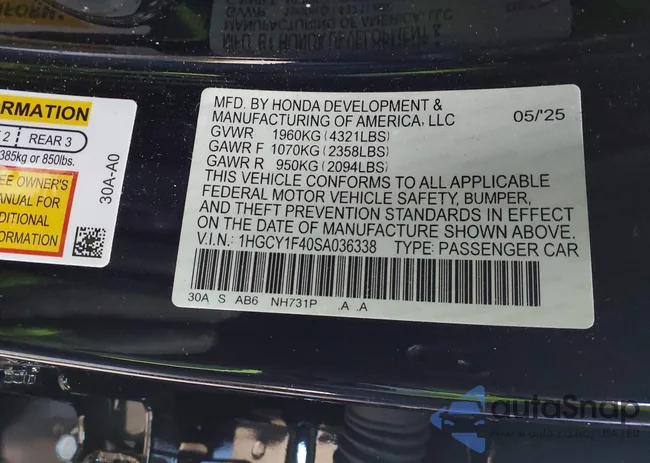 ORMATION
2 REAR 3
385kg or 850lbs.
EE OWNER'S
ANUAL FOR
DITIONAL
ORMATION
30A-A0
MFD. BY HONDA DEVELOPMENT &
MANUFACTURING OF AMERICA, LLC 05/'25
GVWR 1960KG (4321LBS)
GAWR F 1070KG (2358LBS)
GAWR R 950KG (2094LBS)
THIS VEHICLE CONFORMS TO ALL APPLICABLE
FEDERAL MOTOR VEHICLE SAFETY, BUMPER,
AND THEFT PREVENTION STANDARDS IN EFFECT
ON THE DATE OF MANUFACTURE SHOWN ABOVE.
V.I.N.: 1HGCY1F40SA036338 TYPE: PASSENGER CAR
30A S AB6 NH731P .A .A
autoSnap